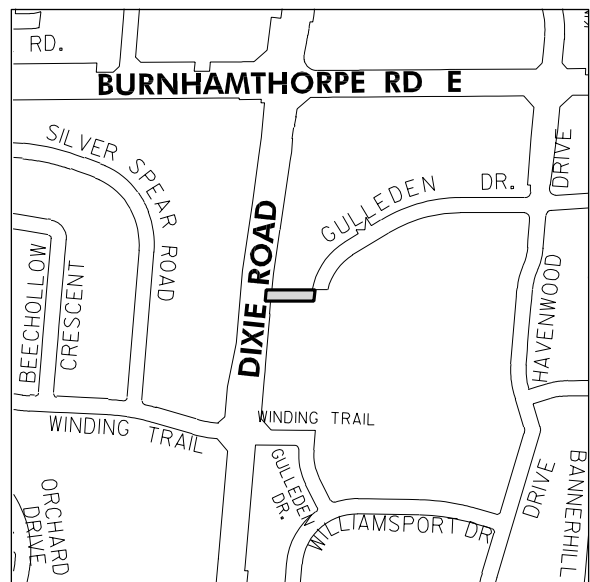 RD.
BURNHAMTHORPE RD E
SILVER SPEAR ROAD
DRIVE
GULLEDEN DR.
DIXIE ROAD
BEECHOLLOW
CRESCENT
HAVENWOOD
WINDING TRAIL
WINDING TRAIL
GULLEDEN
DR.
WILLIAMSPORT DR
DRIVE
BANNERHILL
ORCHARD
DRIVE